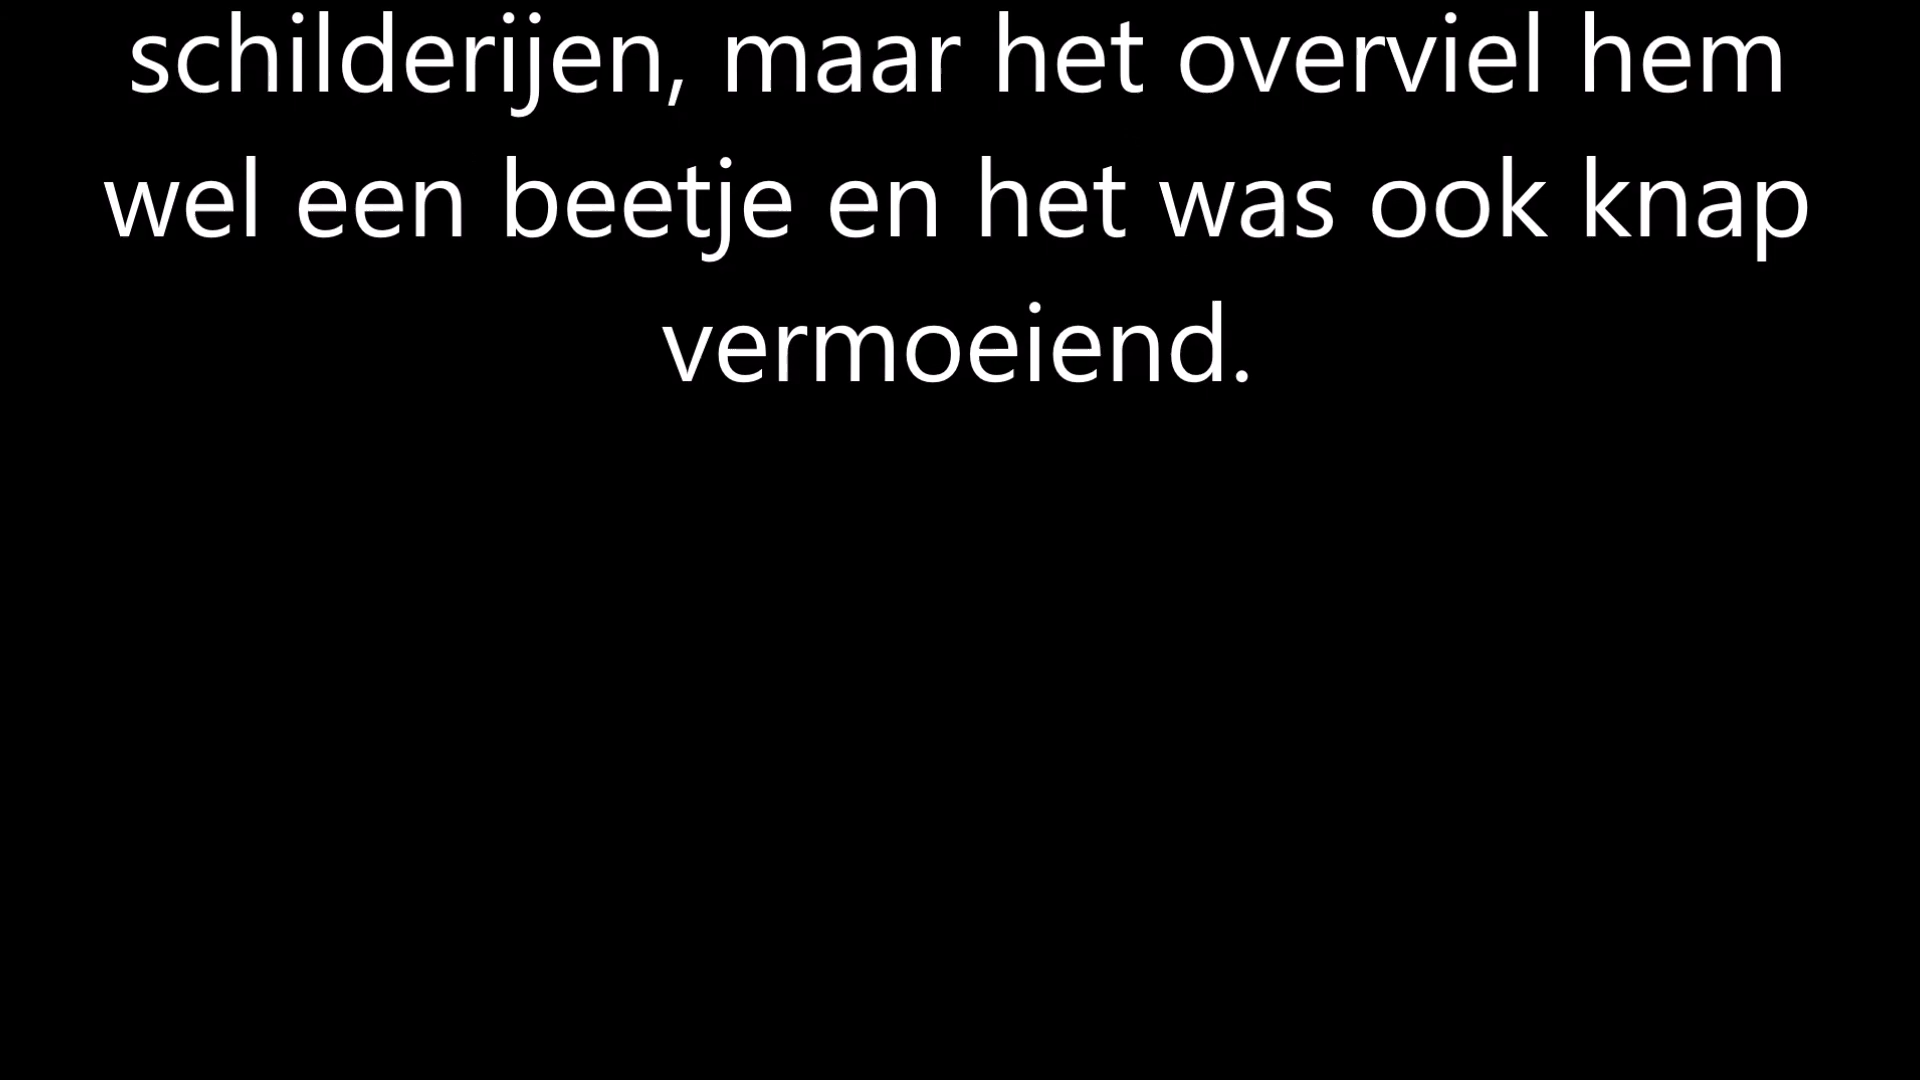 schilderijen, maar het overviel hem
wel een beetje en het was ook knap
vermoeiend.